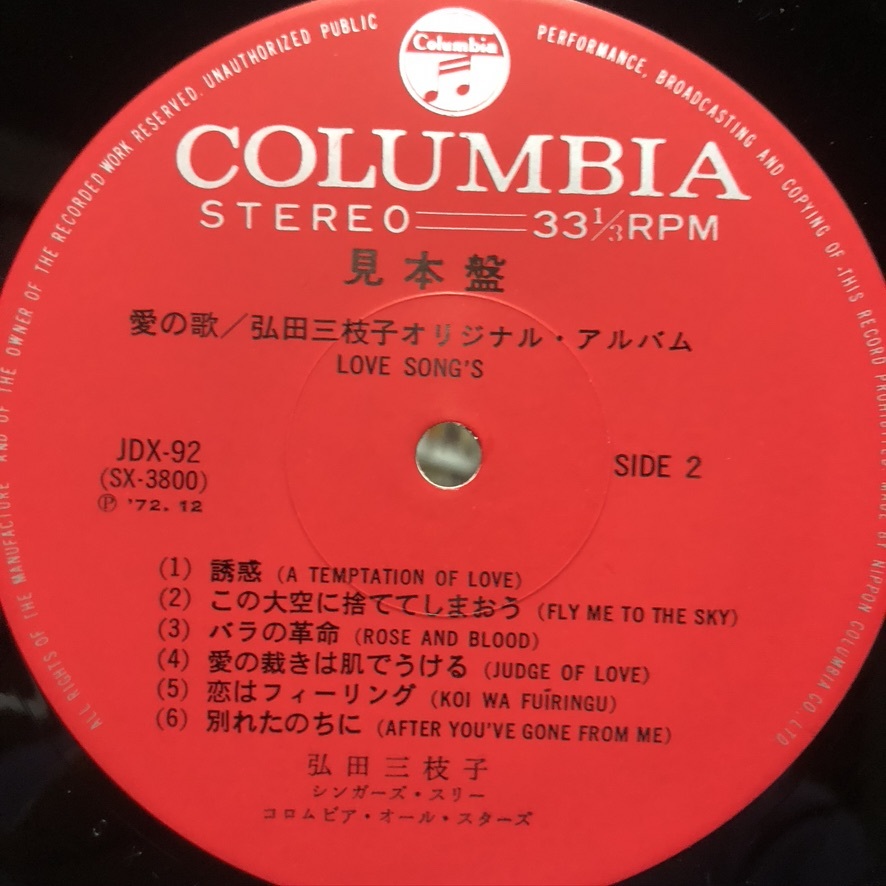 Columbia
ALL RIGHTS OF THE MANUFACTURE AND OF THE OWNER OF THE RECORDED WORK RESERVED. UNAUTHORIZED PUBLIC PERFORMANCE, BROADCASTING AND COPYING OF THIS RECORD PROHIBITED MADE BY NIPPON COLUMBIA CO., LTD
COLUMBIA
STEREO 33⅓RPM
見本盤
愛の歌／弘田三枝子オリジナル・アルバム
LOVE SONG'S
JDX-92
(SX-3800)
Ⓟ '72.12
SIDE 2
(1) 誘惑 (A TEMPTATION OF LOVE)
(2) この大空に捨ててしまおう (FLY ME TO THE SKY)
(3) バラの革命 (ROSE AND BLOOD)
(4) 愛の裁きは肌でうける (JUDGE OF LOVE)
(5) 恋はフィーリング (KOI WA FUĪRINGU)
(6) 別れたのちに (AFTER YOU'VE GONE FROM ME)
弘田三枝子
シンガーズ・スリー
コロムビア・オール・スターズ